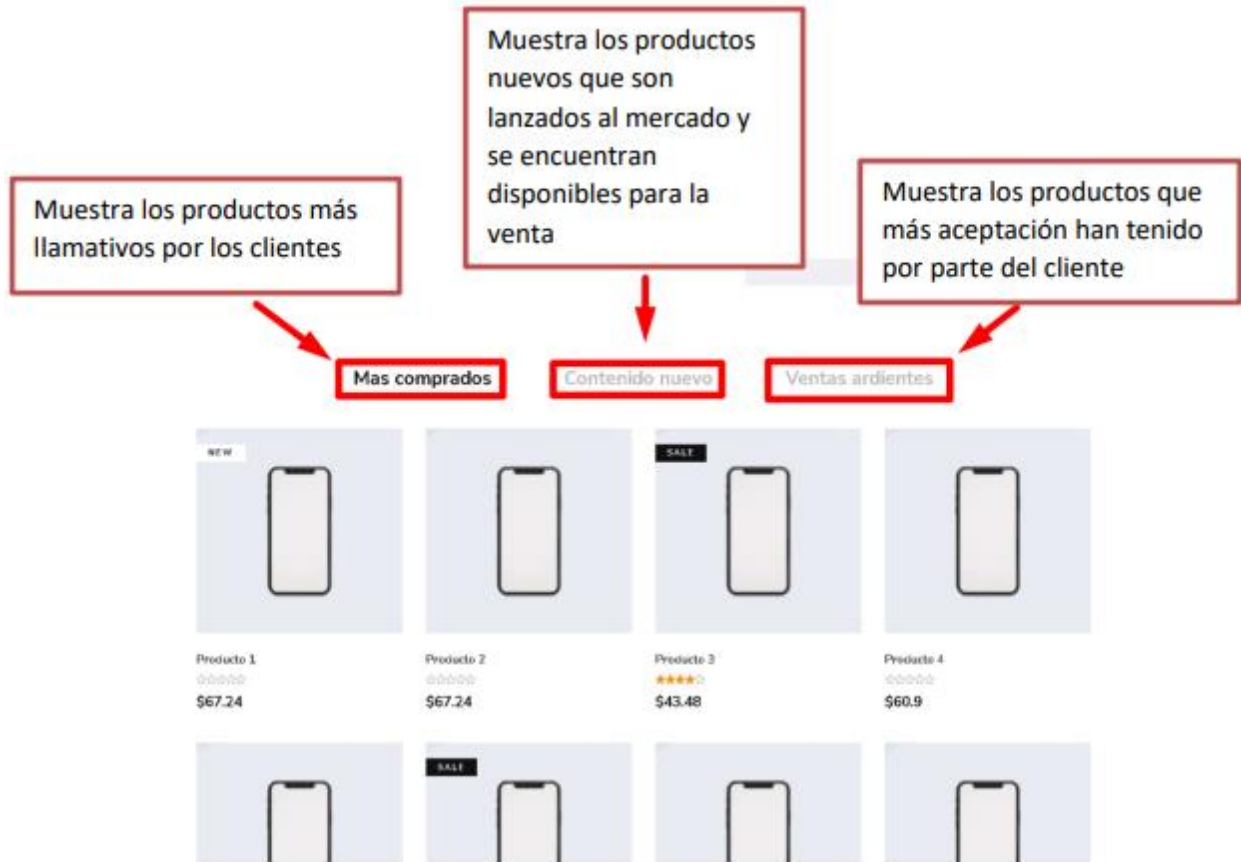 Muestra los productos
nuevos que son
lanzados al mercado y
se encuentran
disponibles para la
venta
Muestra los productos más
llamativos por los clientes
Muestra los productos que
más aceptación han tenido
por parte del cliente
Mas comprados
Contenido nuevo
Ventas ardientes
NEW
SALE
Producto 1
Producto 2
Producto 3
Producto 4
$67.24
$67.24
$43.48
$60.9
SALE